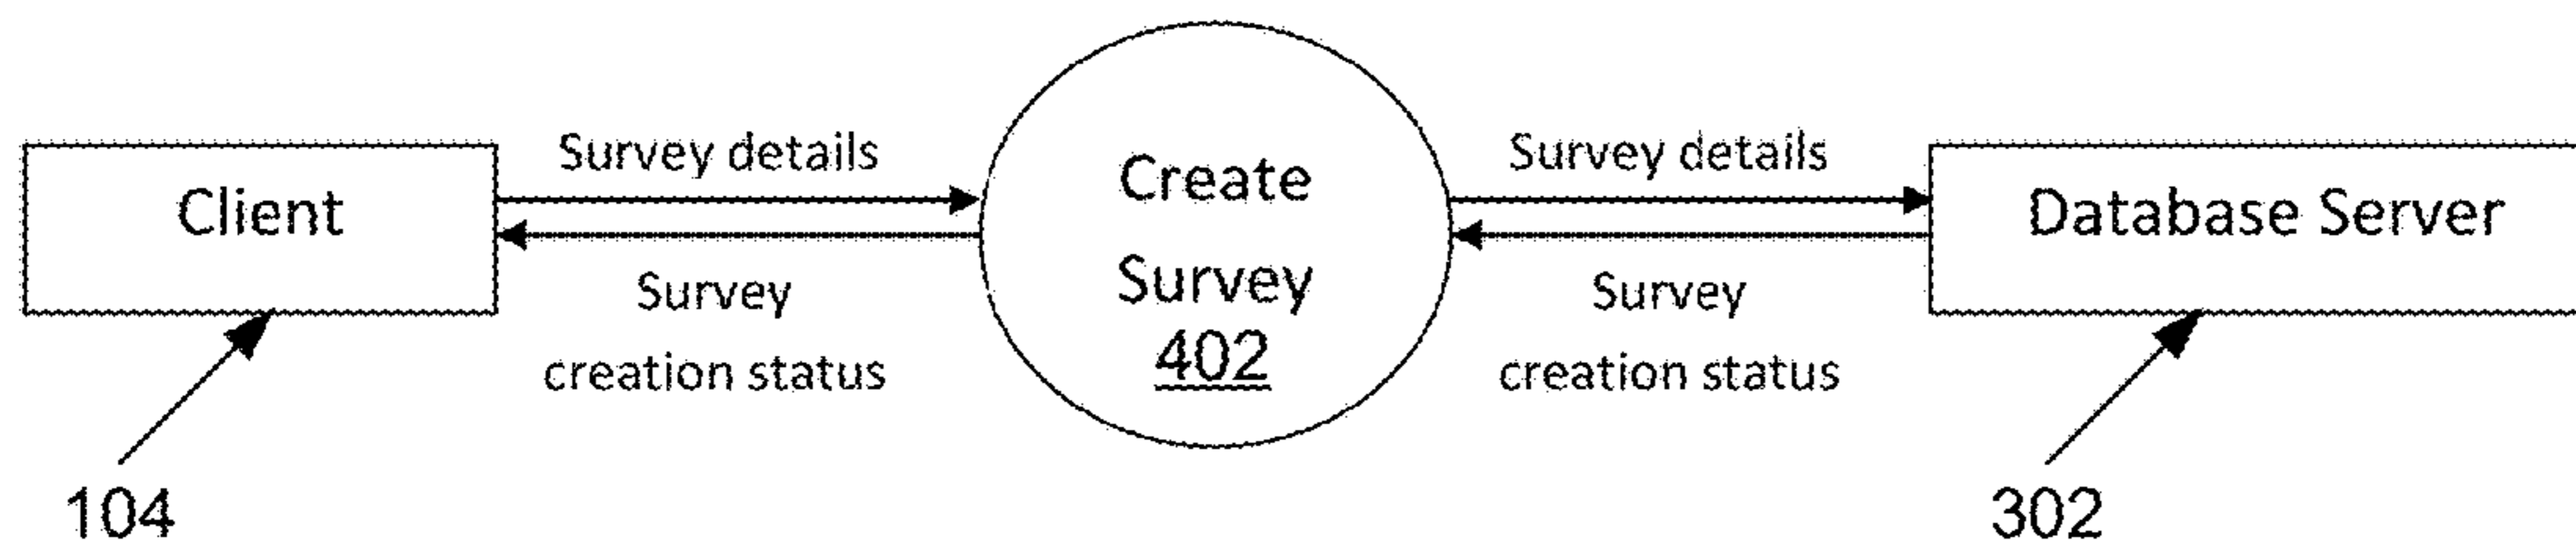 Client
Survey details
Survey
creation status
Create
Survey
402
Survey details
Survey
creation status
Database Server
104
302